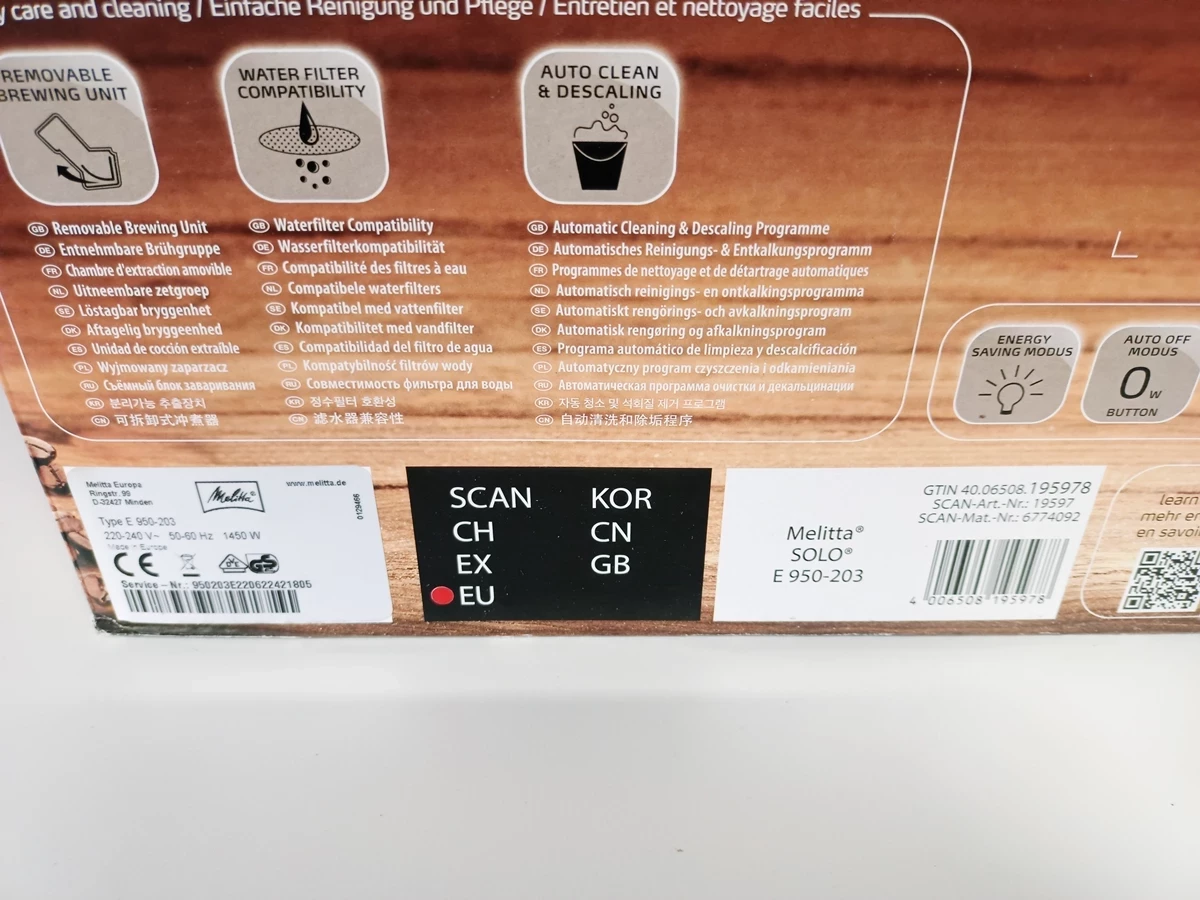 y care and cleaning / Einfache Reinigung und Pflege / Entretien et nettoyage faciles
REMOVABLE
BREWING UNIT
WATER FILTER
COMPATIBILITY
AUTO CLEAN
& DESCALING
GB Removable Brewing Unit
DE Entnehmbare Brühgruppe
FR Chambre d'extraction amovible
NL Uitneembare zetgroep
SE Löstagbar bryggenhet
DK Aftagelig bryggeenhed
ES Unidad de cocción extraíble
PL Wyjmowany zaparzacz
RU Съёмный блок заваривания
KR 분리가능 추출장치
CN 可拆卸式冲煮器
GB Waterfilter Compatibility
DE Wasserfilterkompatibilität
FR Compatibilité des filtres à eau
NL Compatibele waterfilters
SE Kompatibel med vattenfilter
DK Kompatibilitet med vandfilter
ES Compatibilidad del filtro de agua
PL Kompatybilność filtrów wody
RU Совместимость фильтра для воды
KR 정수필터 호환성
CN 滤水器兼容性
GB Automatic Cleaning & Descaling Programme
DE Automatisches Reinigungs- & Entkalkungsprogramm
FR Programmes de nettoyage et de détartrage automatiques
NL Automatisch reinigings- en ontkalkingsprogramma
SE Automatiskt rengörings- och avkalkningsprogram
DK Automatisk rengøring og afkalkningsprogram
ES Programa automático de limpieza y descalcificación
PL Automatyczny program czyszczenia i odkamieniania
RU Автоматическая программа очистки и декальцинации
KR 자동 청소 및 석회질 제거 프로그램
CN 自动清洗和除垢程序
ENERGY
SAVING MODUS
AUTO OFF
MODUS
0 W
BUTTON
Melitta Europa
Ringstr. 99
D-32427 Minden
Melitta®
www.melitta.de
0129466
Type E 950-203
220-240 V~ 50-60 Hz 1450 W
Made in Europe
CE
GS
Service - Nr.: 950203E220622421805
SCAN
CH
EX
EU
KOR
CN
GB
Melitta®
SOLO®
E 950-203
GTIN 40.06508.195978
SCAN-Art.-Nr.: 19597
SCAN-Mat.-Nr.: 6774092
4 006508 195978
learn
mehr er
en savoi